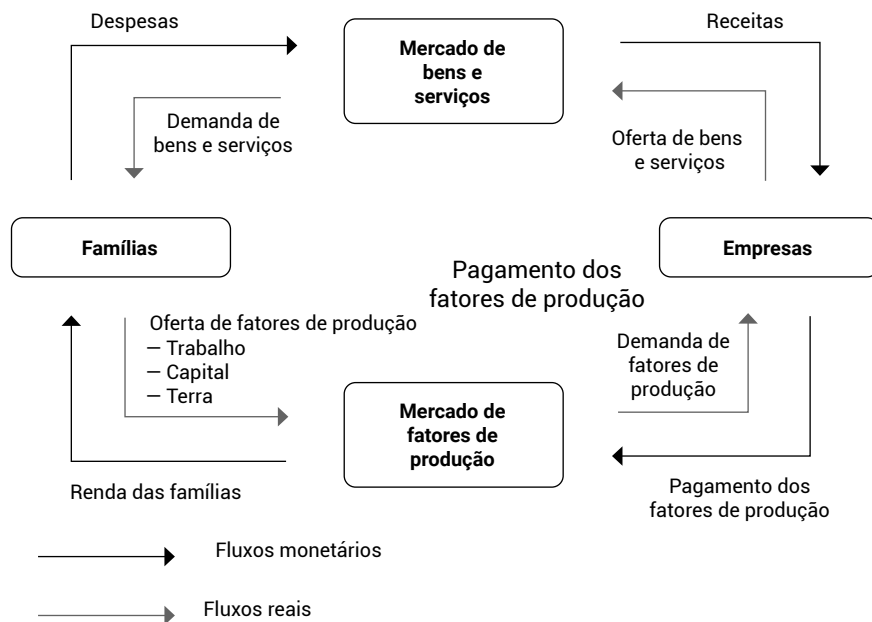 Despesas
Mercado de
bens e
serviços
Receitas
Demanda de
bens e serviços
Oferta de bens
e serviços
Famílias
Empresas
Pagamento dos
fatores de produção
Oferta de fatores de produção
— Trabalho
— Capital
— Terra
Demanda de
fatores de
produção
Mercado de
fatores de
produção
Renda das famílias
Pagamento dos
fatores de produção
Fluxos monetários
Fluxos reais